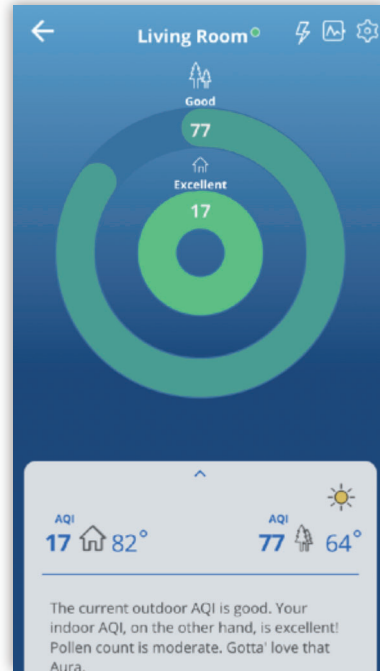 Living Room
Good
77
Excellent
17
AQI
17 82°
AQI
77 64°
The current outdoor AQI is good. Your
indoor AQI, on the other hand, is excellent!
Pollen count is moderate. Gotta' love that
Aura.